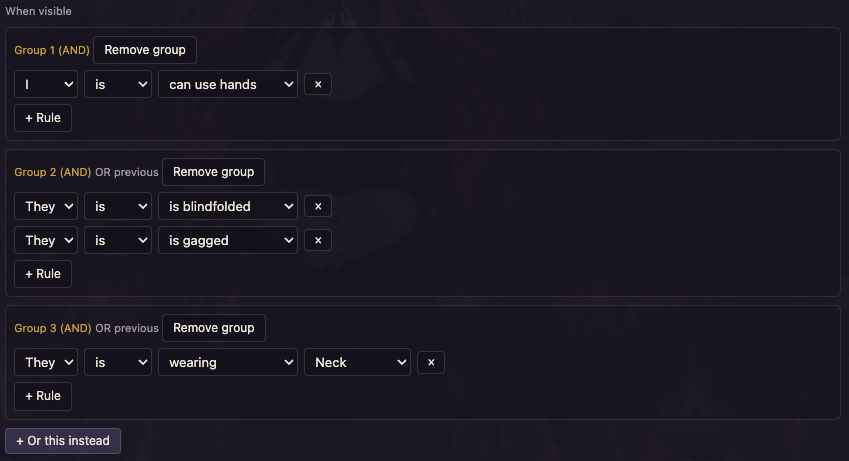 When visible
Group 1 (AND) Remove group
I is can use hands ×
+ Rule
Group 2 (AND) OR previous Remove group
They is is blindfolded ×
They is is gagged ×
+ Rule
Group 3 (AND) OR previous Remove group
They is wearing Neck ×
+ Rule
+ Or this instead